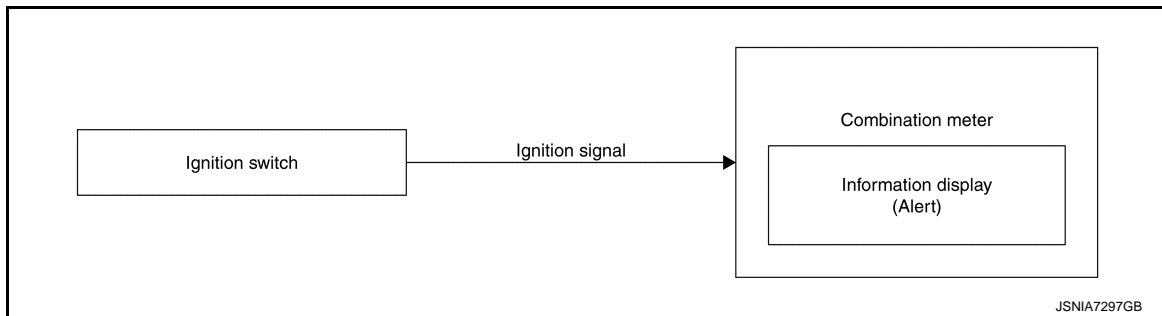 Ignition switch
Ignition signal
Combination meter
Information display
(Alert)
JSNIA7297GB